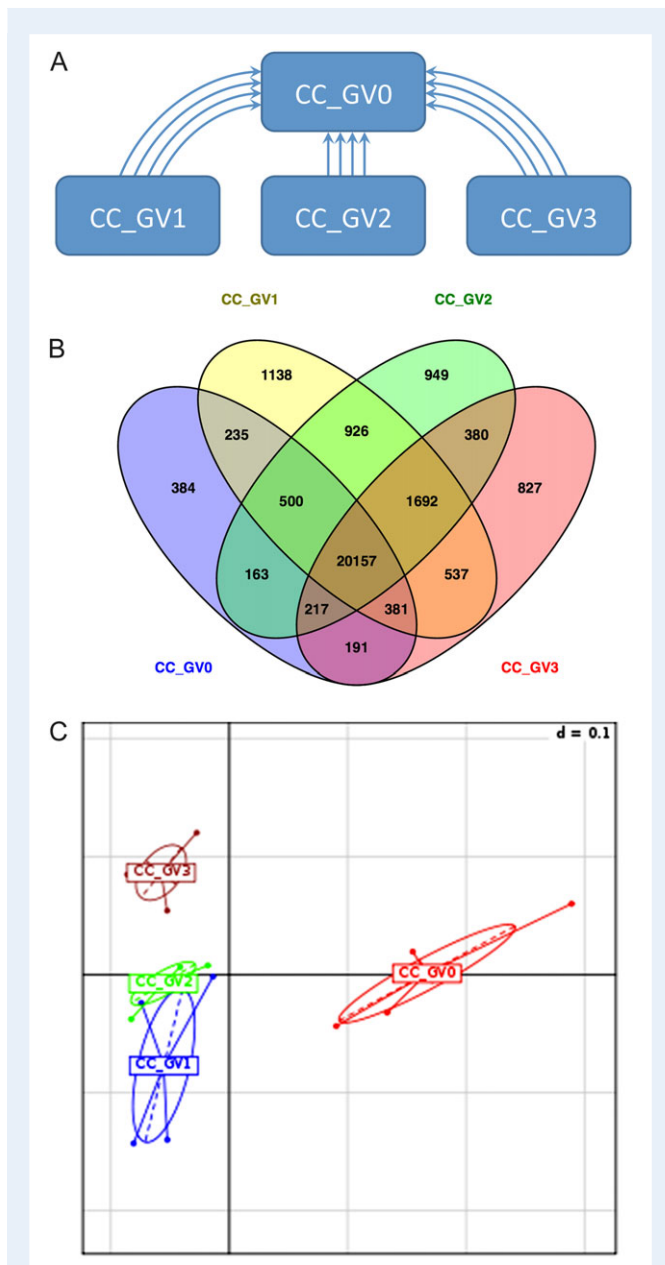 A
CC_GV0
CC_GV1 CC_GV2 CC_GV3
CC_GV1 CC_GV2
B
1138 949
235 926 380
384 500 1692 827
163 20157 537
217 381
191
CC_GV0 CC_GV3
C
d = 0.1
CC_GV3
CC_GV0
CC_GV2
CC_GV1